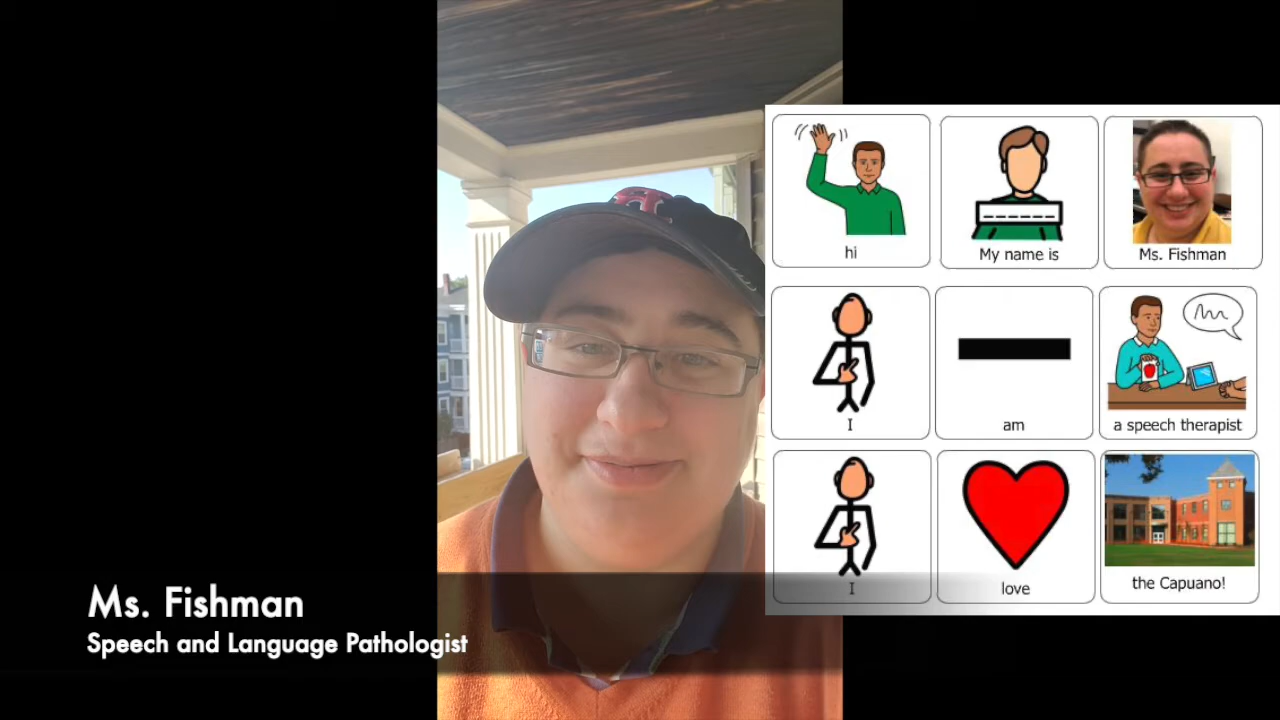 hi
My name is
Ms. Fishman
I
am
a speech therapist
I
love
the Capuano!
Ms. Fishman
Speech and Language Pathologist